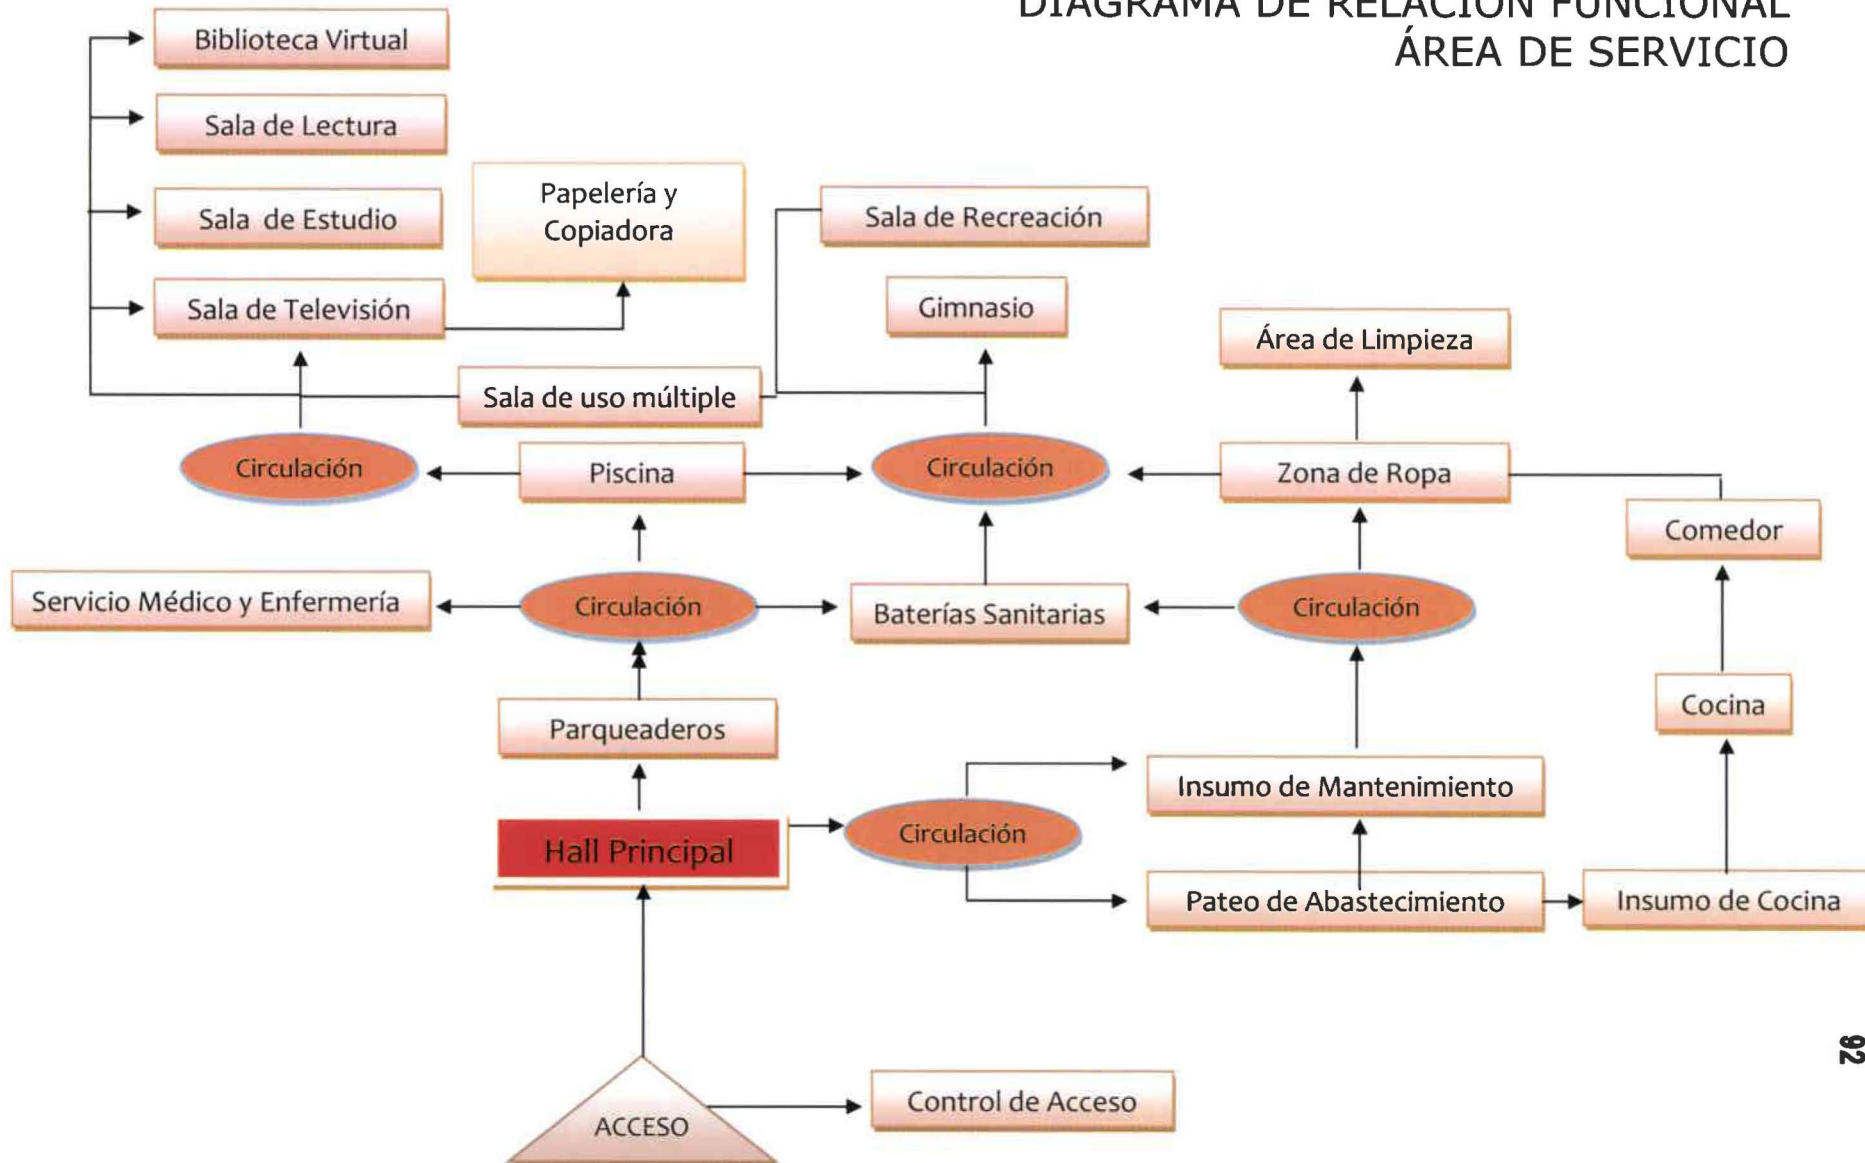 DIAGRAMA DE RELACIÓN FUNCIONAL
ÁREA DE SERVICIO
Biblioteca Virtual
Sala de Lectura
Papelería y
Copiadora
Sala de Estudio
Sala de Recreación
Sala de Televisión
Gimnasio
Área de Limpieza
Sala de uso múltiple
Circulación
Piscina
Circulación
Zona de Ropa
Comedor
Servicio Médico y Enfermería
Circulación
Baterías Sanitarias
Circulación
Cocina
Parqueaderos
Insumo de Mantenimiento
Hall Principal
Circulación
Pateo de Abastecimiento
Insumo de Cocina
92
Control de Acceso
ACCESO